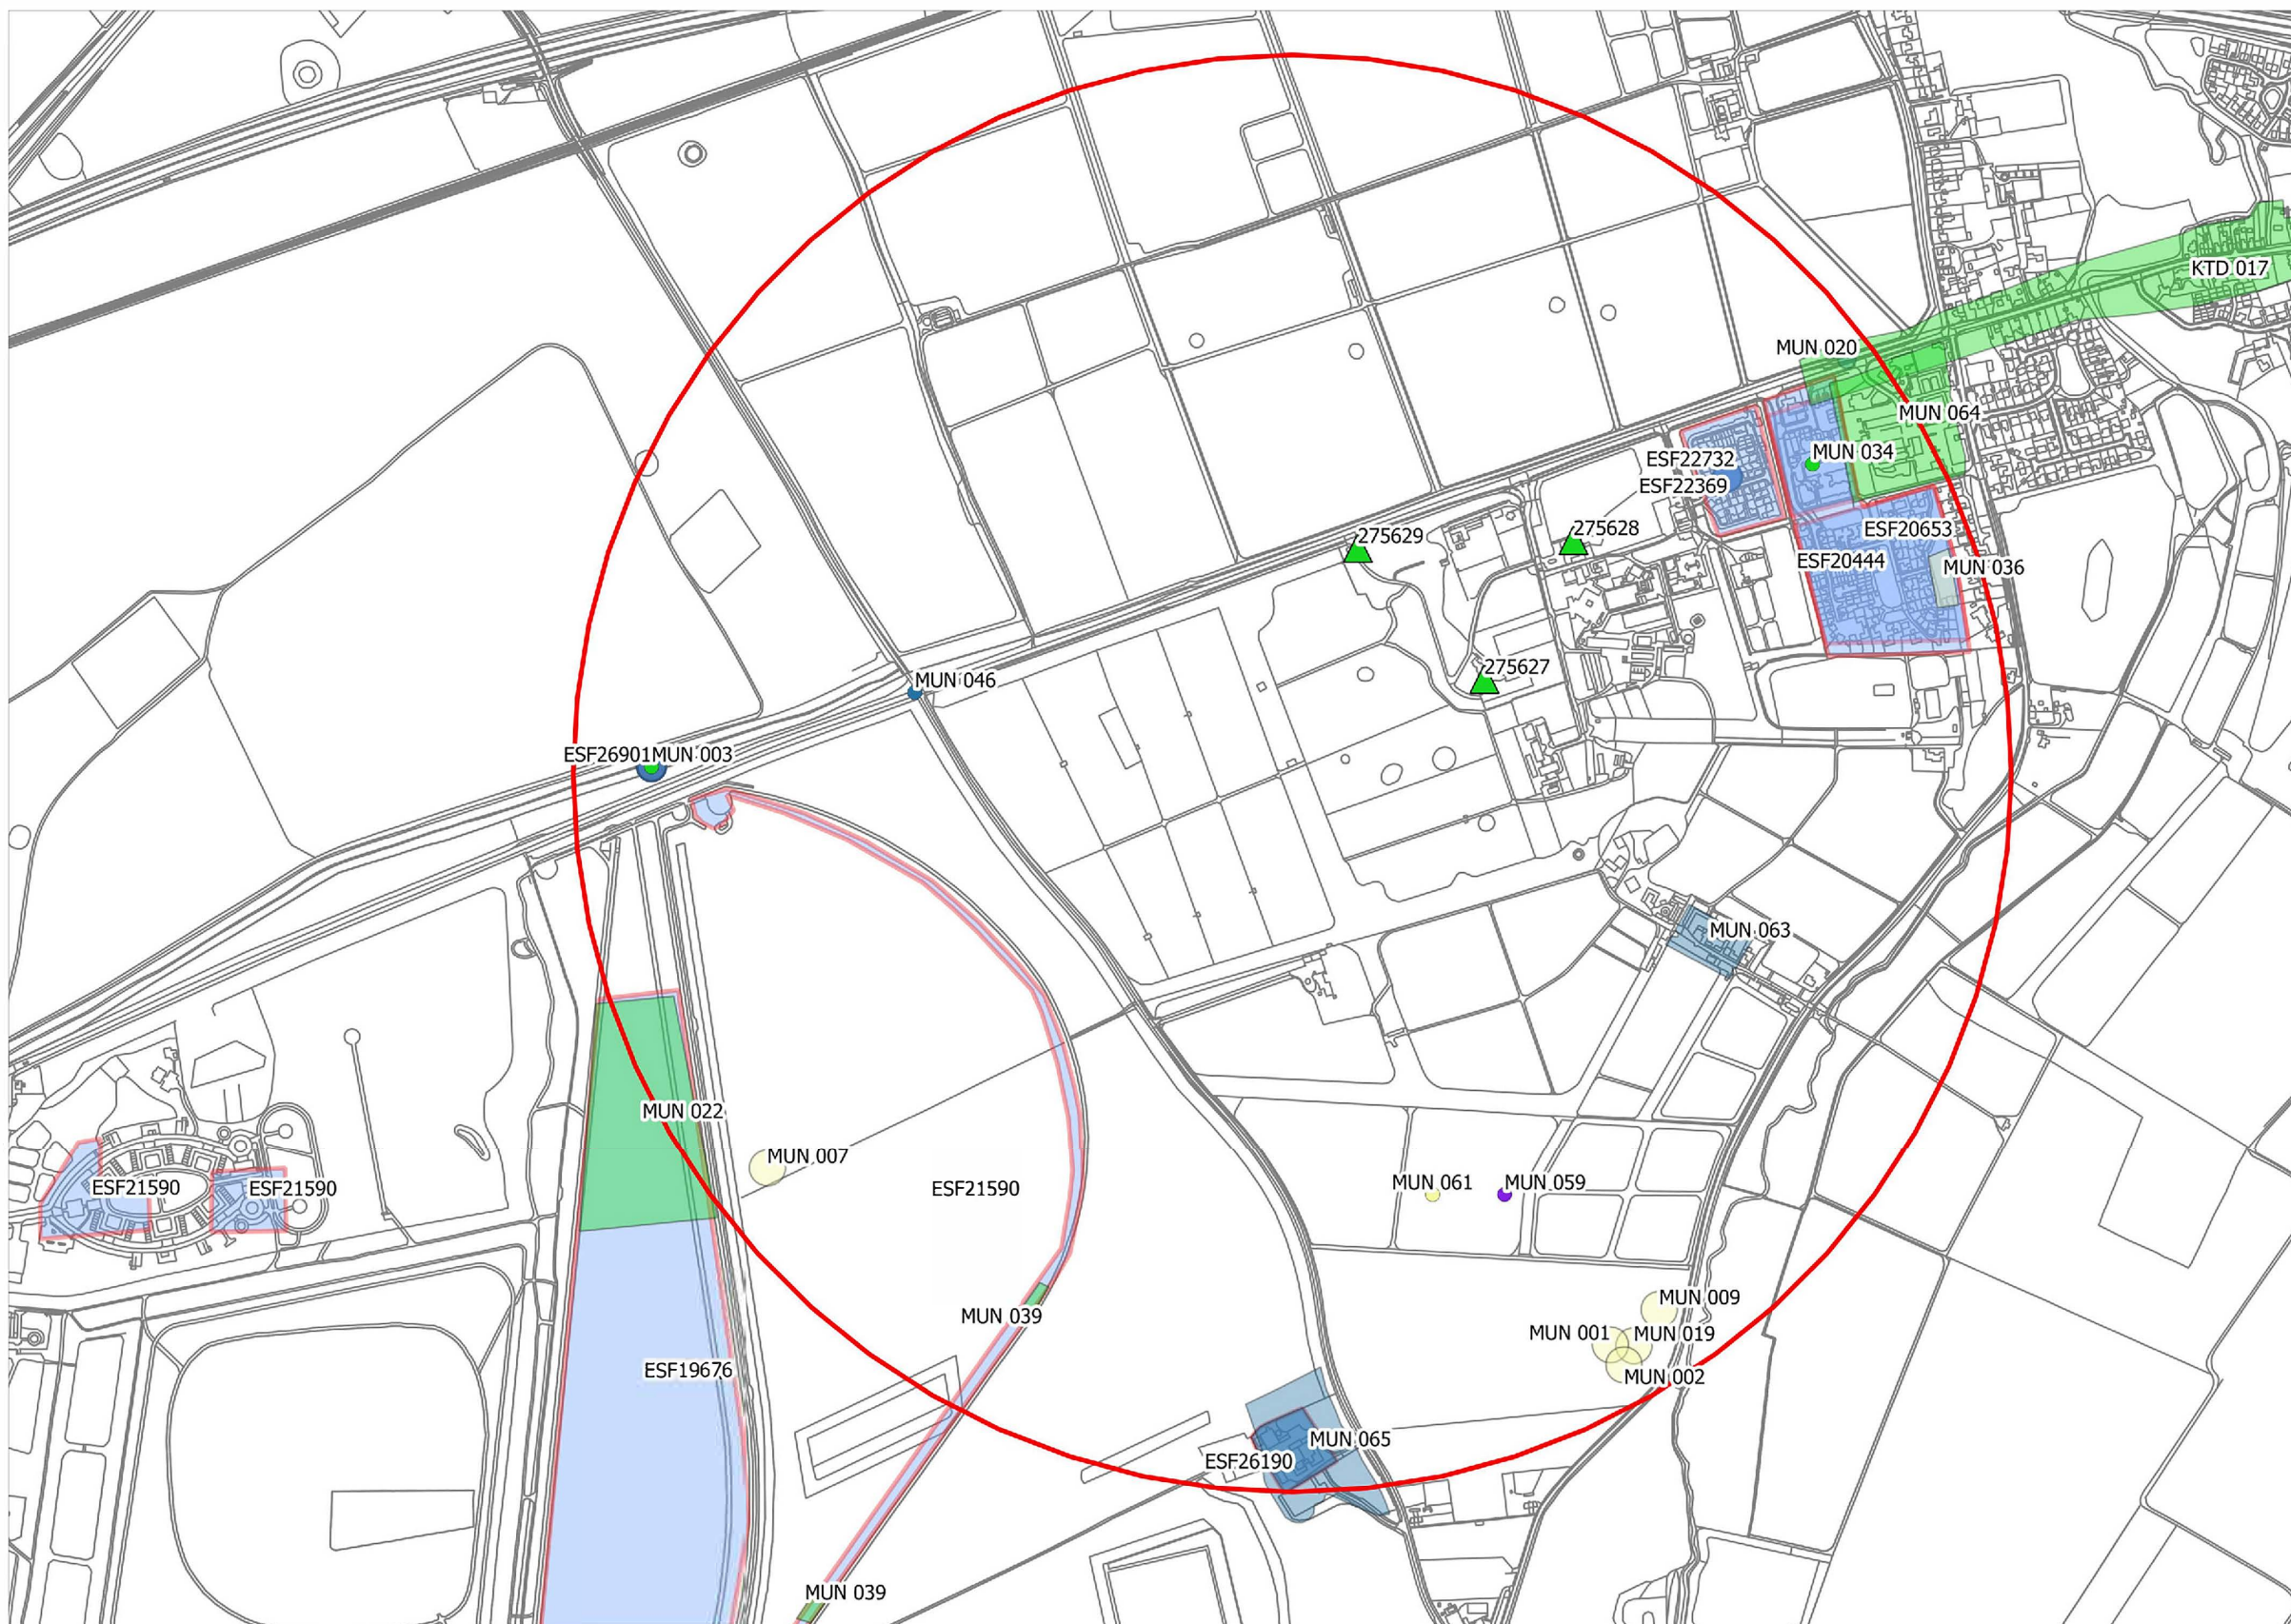 KTD 017
MUN 020
MUN 064
MUN 034
ESF22732
ESF22369
275629
275628
ESF20653
ESF20444
MUN 036
275627
MUN 046
ESF26901 MUN 003
MUN 063
MUN 022
MUN 007
ESF21590
ESF21590
ESF21590
MUN 061
MUN 059
MUN 009
MUN 039
MUN 001
MUN 019
ESF19676
MUN 002
MUN 065
ESF26190
MUN 039